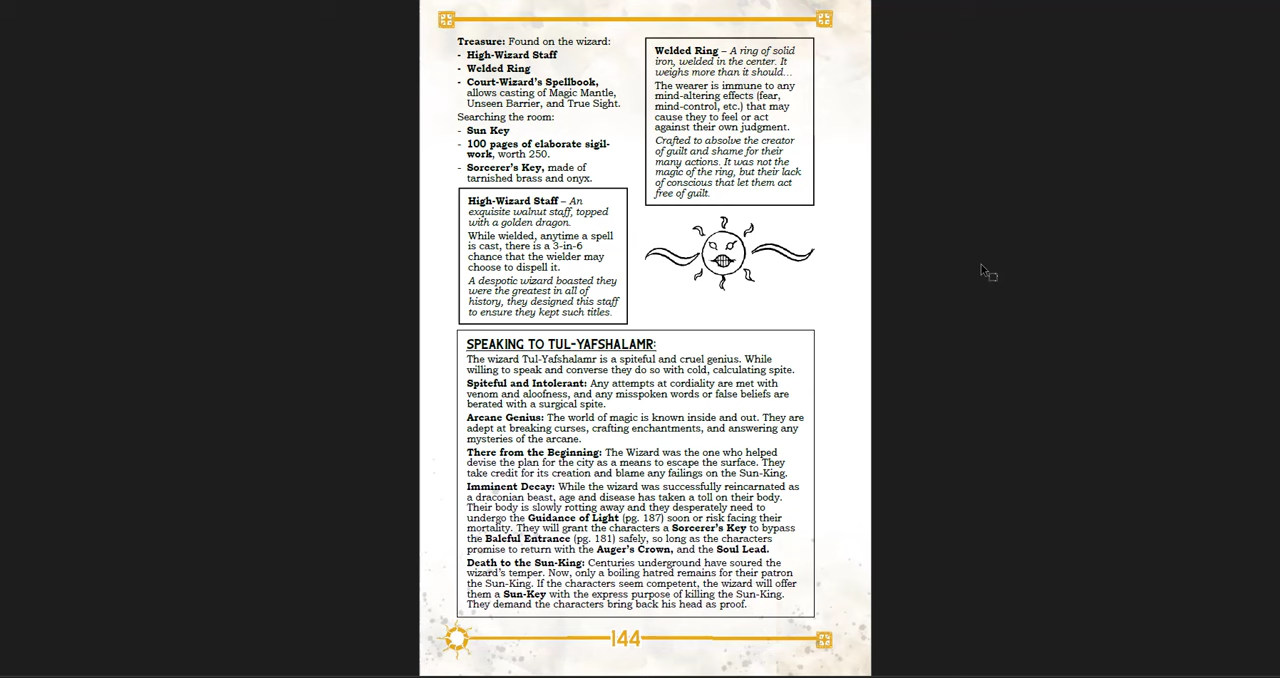 Treasure: Found on the wizard:
- High-Wizard Staff
- Welded Ring
- Court-Wizard's Spellbook,
allows casting of Magic Mantle,
Unseen Barrier, and True Sight.
Searching the room:
- Sun Key
- 100 pages of elaborate sigil-
work, worth 250.
- Sorcerer's Key, made of
tarnished brass and onyx.
High-Wizard Staff – An
exquisite walnut staff, topped
with a golden dragon.
While wielded, anytime a spell
is cast, there is a 3-in-6
chance that the wielder may
choose to dispell it.
A despotic wizard boasted they
were the greatest in all of
history, they designed this staff
to ensure they kept such titles.
Welded Ring – A ring of solid
iron, welded in the center. It
weighs more than it should...
The wearer is immune to any
mind-altering effects (fear,
mind-control, etc.) that may
cause they to feel or act
against their own judgment.
Crafted to absolve the creator
of guilt and shame for their
many actions. It was not the
magic of the ring, but their lack
of conscious that let them act
free of guilt.
SPEAKING TO TUL-YAFSHALAMR:
The wizard Tul-Yafshalamr is a spiteful and cruel genius. While
willing to speak and converse they do so with cold, calculating spite.
Spiteful and Intolerant: Any attempts at cordiality are met with
venom and aloofness, and any misspoken words or false beliefs are
berated with a surgical spite.
Arcane Genius: The world of magic is known inside and out. They are
adept at breaking curses, crafting enchantments, and answering any
mysteries of the arcane.
There from the Beginning: The Wizard was the one who helped
devise the plan for the city as a means to escape the surface. They
take credit for its creation and blame any failings on the Sun-King.
Imminent Decay: While the wizard was successfully reincarnated as
a draconian beast, age and disease has taken a toll on their body.
Their body is slowly rotting away and they desperately need to
undergo the Guidance of Light (pg. 187) soon or risk facing their
mortality. They will grant the characters a Sorcerer's Key to bypass
the Baleful Entrance (pg. 181) safely, so long as the characters
promise to return with the Auger's Crown, and the Soul Lead.
Death to the Sun-King: Centuries underground have soured the
wizard's temper. Now, only a boiling hatred remains for their patron
the Sun-King. If the characters seem competent, the wizard will offer
them a Sun-Key with the express purpose of killing the Sun-King.
They demand the characters bring back his head as proof.
144